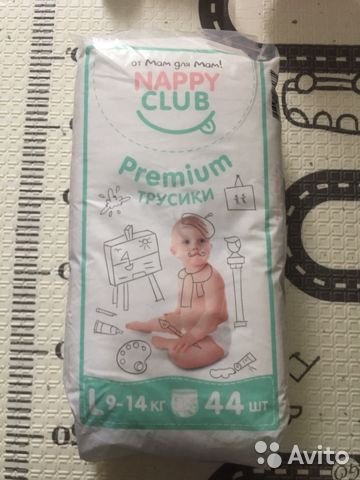 от Мам для Мам!
NAPPY
CLUB
Premium
ТРУСИКИ
L 9-14 КГ 44 ШТ
Avito